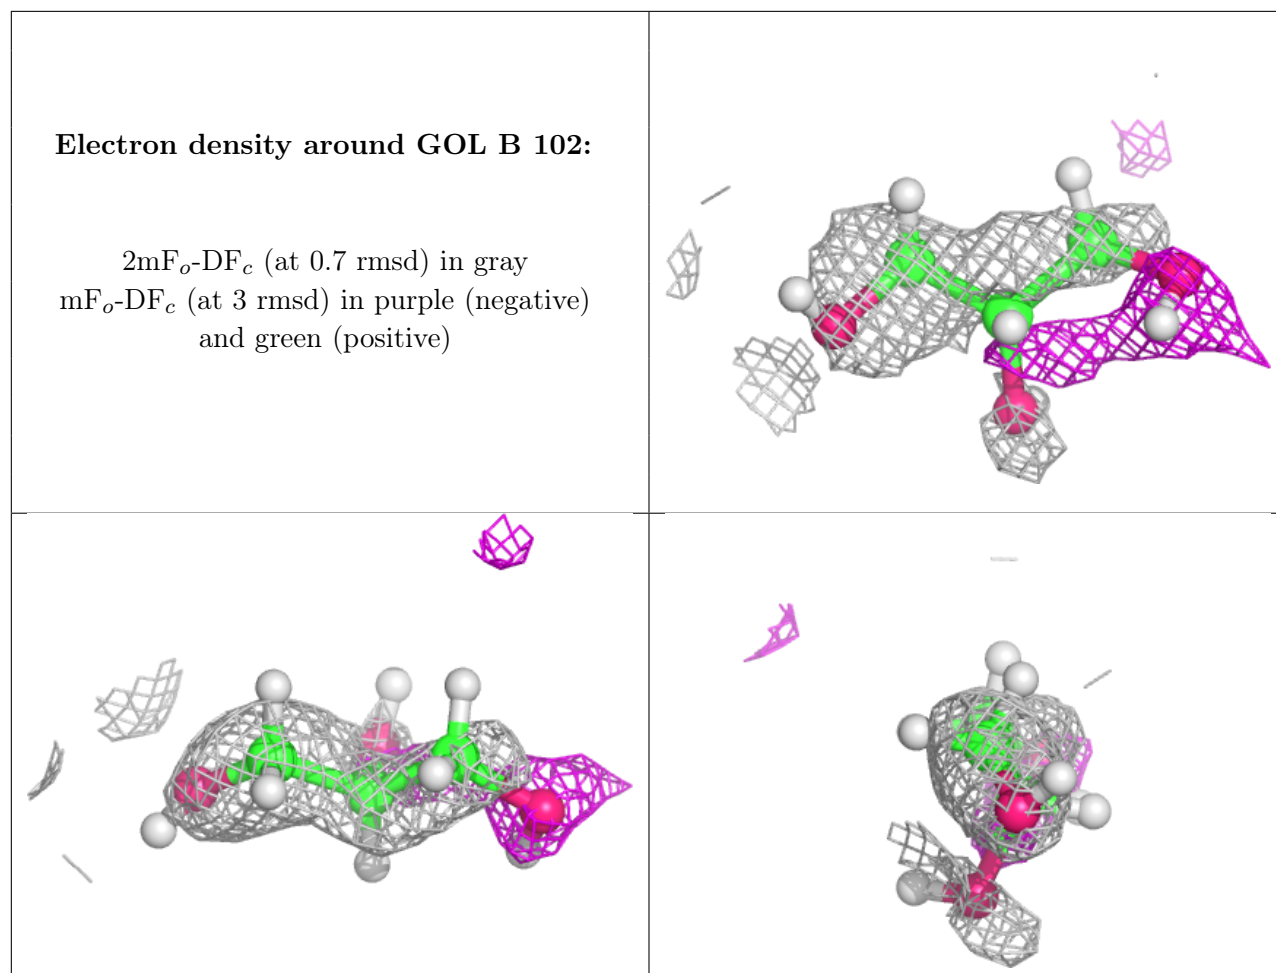 Electron density around GOL B 102:
2mFo-DFc (at 0.7 rmsd) in gray
mFo-DFc (at 3 rmsd) in purple (negative)
and green (positive)